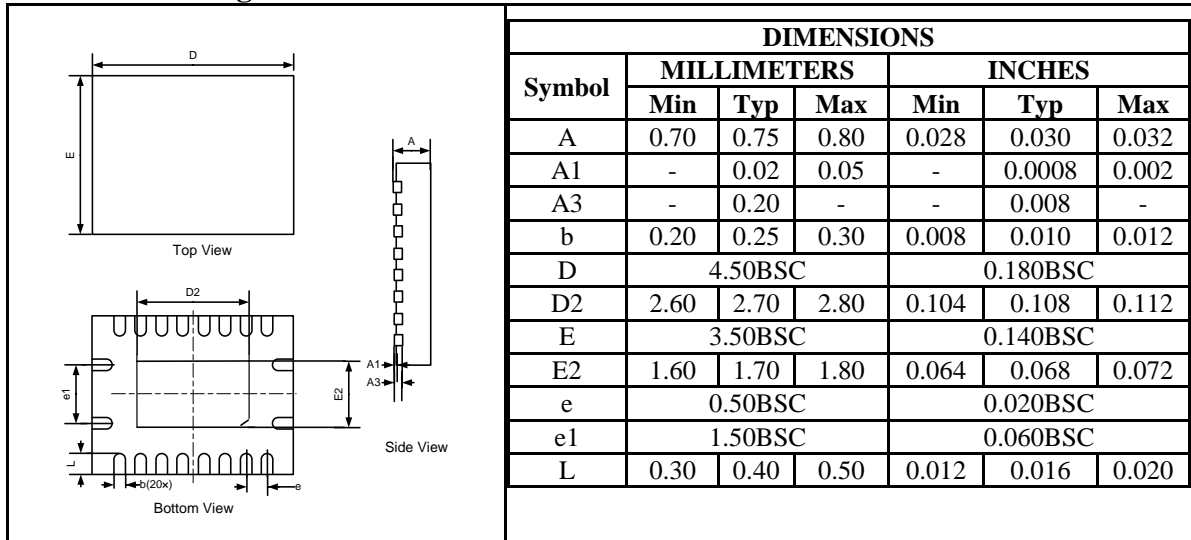 D
E
Top View
A
D2
e1
E2
A1
A3
L
b(20×)
e
Bottom View
Side View
DIMENSIONS
Symbol MILLIMETERS INCHES
Min Typ Max Min Typ Max
A 0.70 0.75 0.80 0.028 0.030 0.032
A1 - 0.02 0.05 - 0.0008 0.002
A3 - 0.20 - - 0.008 -
b 0.20 0.25 0.30 0.008 0.010 0.012
D 4.50BSC 0.180BSC
D2 2.60 2.70 2.80 0.104 0.108 0.112
E 3.50BSC 0.140BSC
E2 1.60 1.70 1.80 0.064 0.068 0.072
e 0.50BSC 0.020BSC
e1 1.50BSC 0.060BSC
L 0.30 0.40 0.50 0.012 0.016 0.020